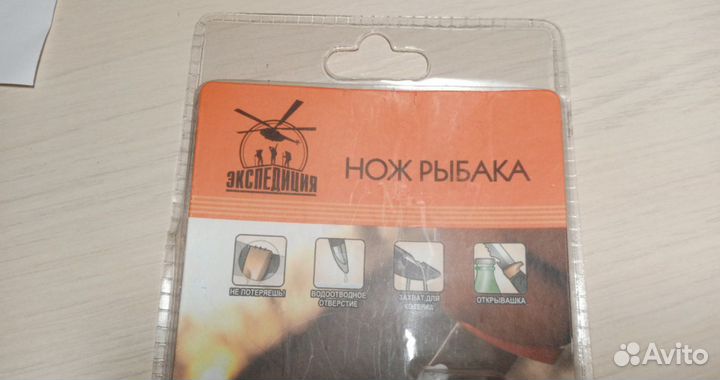 ЭКСПЕДИЦИЯ
НОЖ РЫБАКА
НЕ ПОТЕРЯЕШЬ!
ВОДООТВОДНОЕ
ОТВЕРСТИЕ
ЗАХВАТ ДЛЯ
ОТКРЫВАШКА
Avito